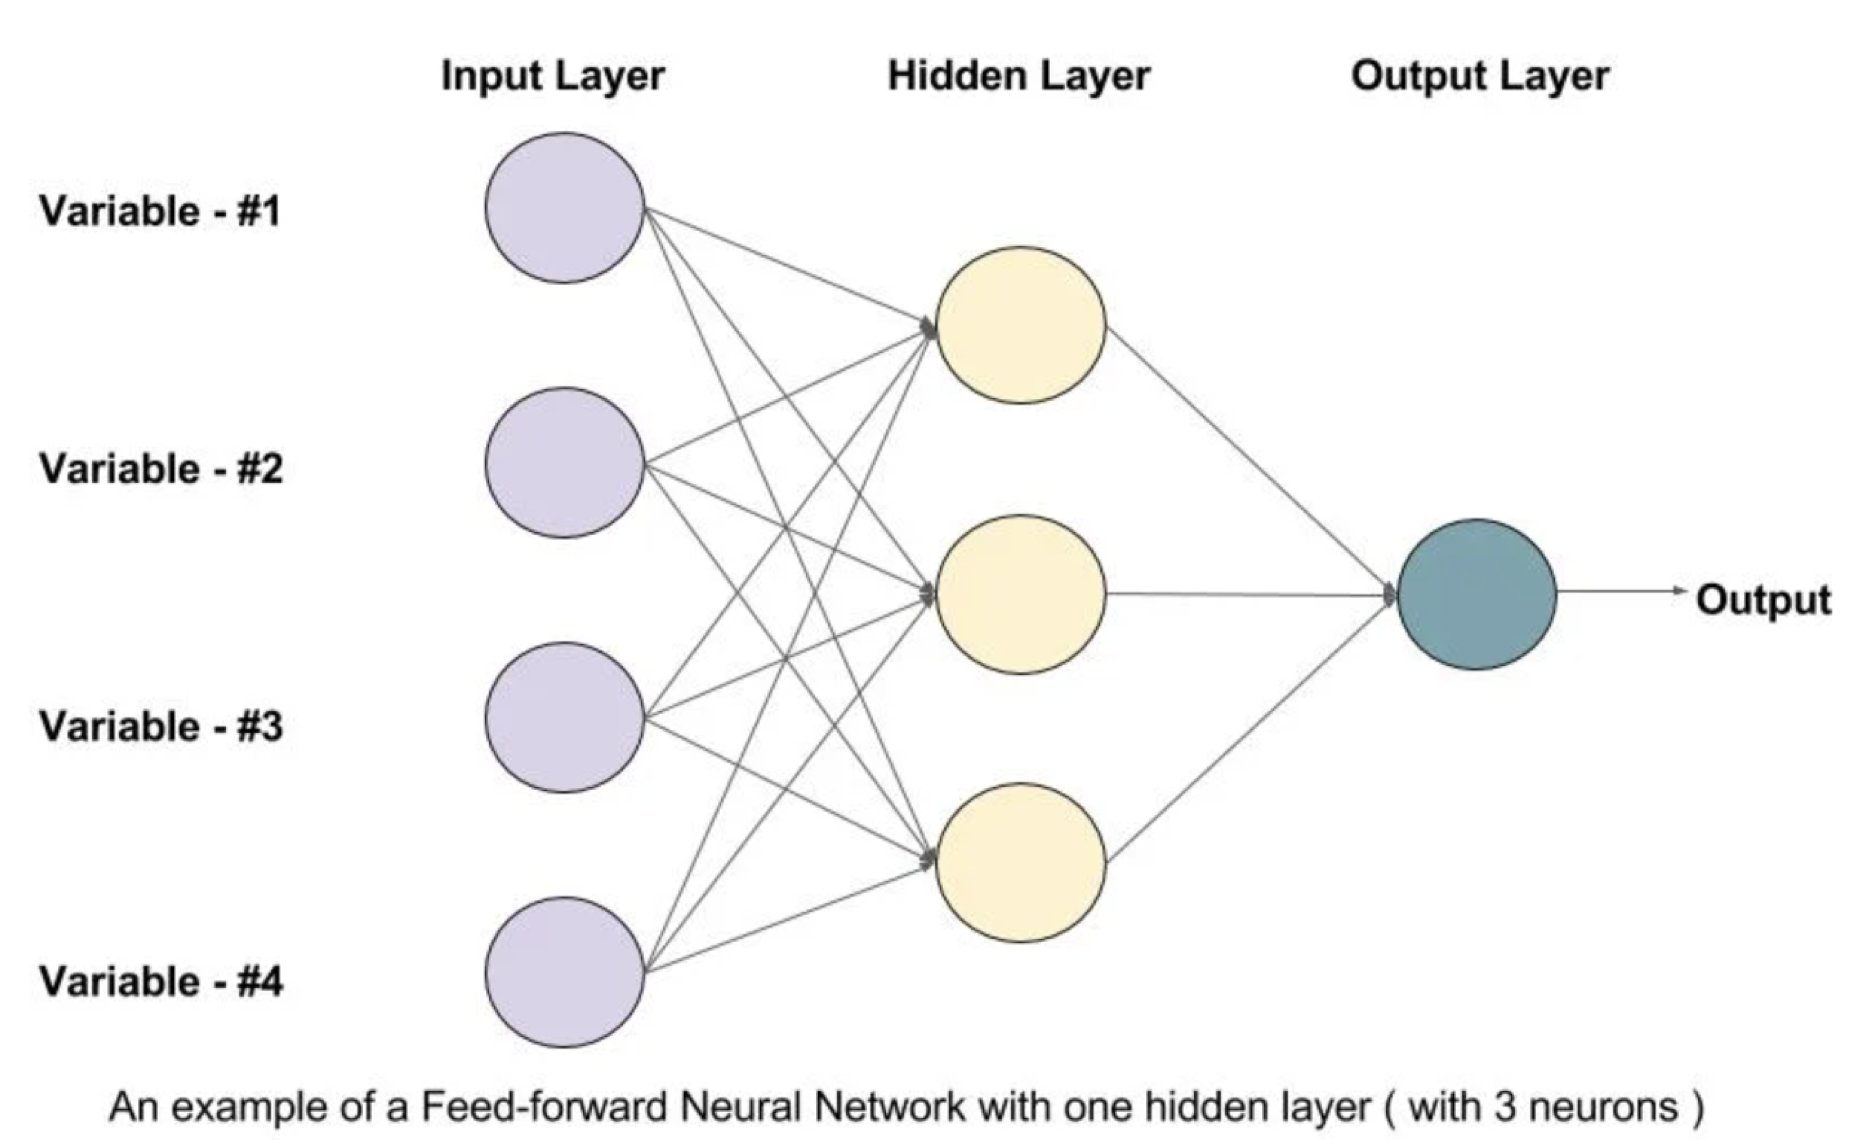 Input Layer Hidden Layer Output Layer
Variable - #1
Variable - #2
Output
Variable - #3
Variable - #4
An example of a Feed-forward Neural Network with one hidden layer ( with 3 neurons )